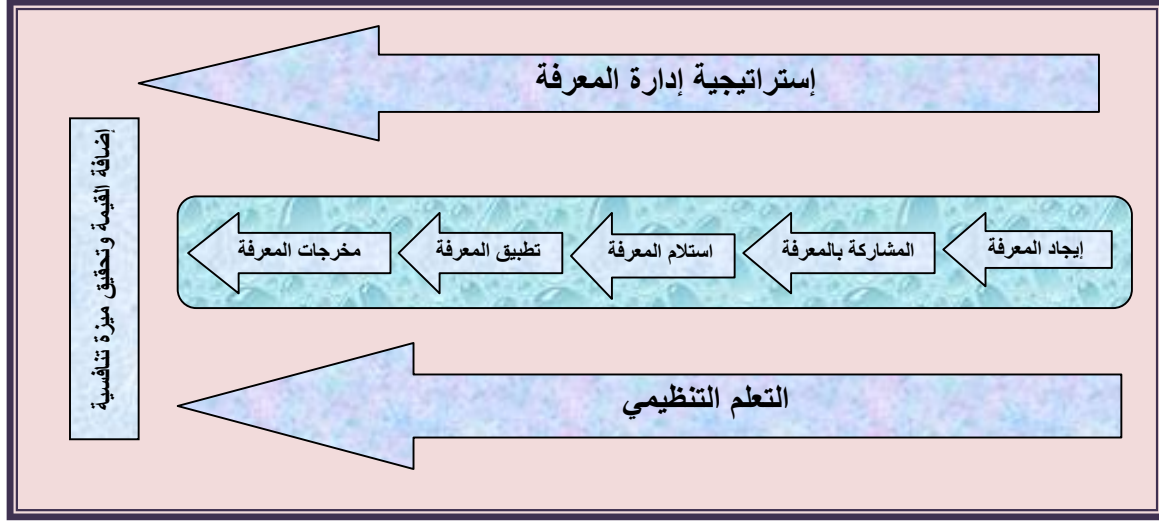 إستراتيجية إدارة المعرفة
إيجاد المعرفة
المشاركة بالمعرفة
استلام المعرفة
تطبيق المعرفة
مخرجات المعرفة
التعلم التنظيمي
إضافة القيمة وتحقيق ميزة تنافسية